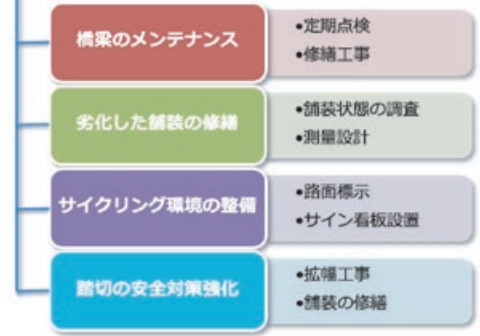 橋梁のメンテナンス
•定期点検
•修繕工事
劣化した舗装の修繕
•舗装状態の調査
•測量設計
サイクリング環境の整備
•路面標示
•サイン看板設置
踏切の安全対策強化
•拡幅工事
•舗装の修繕